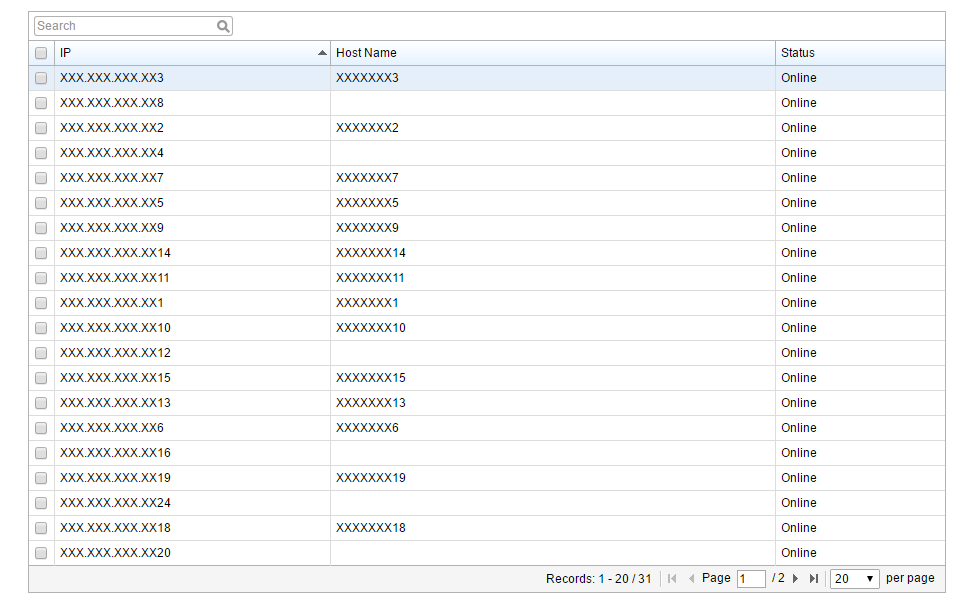 Search
IP Host Name Status
XXX.XXX.XXX.XX3 XXXXXXX3 Online
XXX.XXX.XXX.XX8 Online
XXX.XXX.XXX.XX2 XXXXXXX2 Online
XXX.XXX.XXX.XX4 Online
XXX.XXX.XXX.XX7 XXXXXXX7 Online
XXX.XXX.XXX.XX5 XXXXXXX5 Online
XXX.XXX.XXX.XX9 XXXXXXX9 Online
XXX.XXX.XXX.XX14 XXXXXXX14 Online
XXX.XXX.XXX.XX11 XXXXXXX11 Online
XXX.XXX.XXX.XX1 XXXXXXX1 Online
XXX.XXX.XXX.XX10 XXXXXXX10 Online
XXX.XXX.XXX.XX12 Online
XXX.XXX.XXX.XX15 XXXXXXX15 Online
XXX.XXX.XXX.XX13 XXXXXXX13 Online
XXX.XXX.XXX.XX6 XXXXXXX6 Online
XXX.XXX.XXX.XX16 Online
XXX.XXX.XXX.XX19 XXXXXXX19 Online
XXX.XXX.XXX.XX24 Online
XXX.XXX.XXX.XX18 XXXXXXX18 Online
XXX.XXX.XXX.XX20 Online
Records: 1 - 20 / 31 Page 1 / 2 20 per page